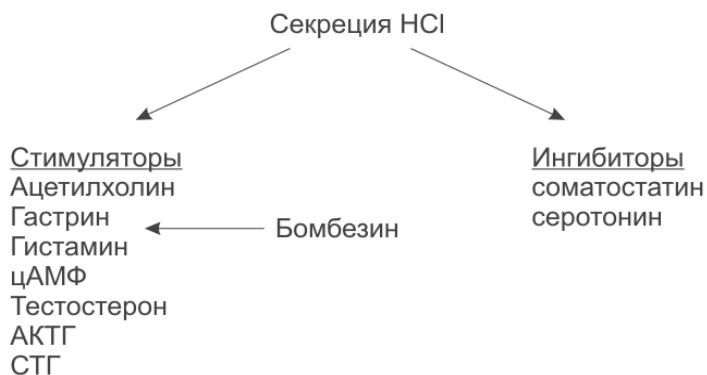 Секреция HCl
Стимуляторы
Ацетилхолин
Гастрин
Гистамин
цАМФ
Тестостерон
АКТГ
СТГ
Бомбезин
Ингибиторы
соматостатин
серотонин